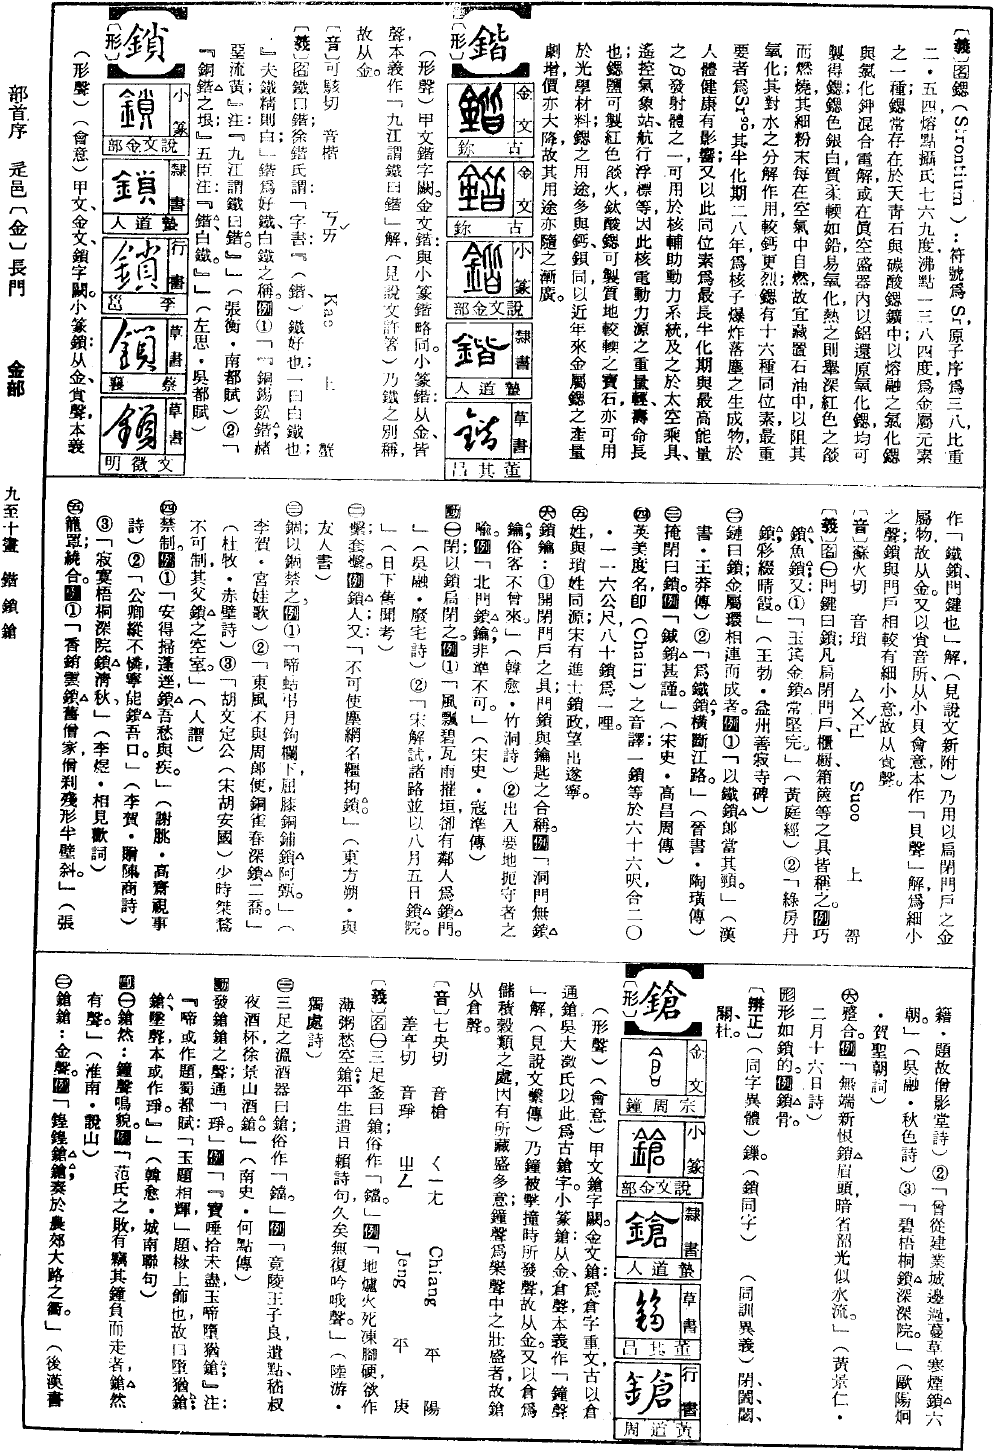 部首序 辵邑〔金〕長門 金部 九至十畫 鍇鎖鎗
〔義〕名鍶(Strontium)：符號爲Sr，原子序爲三八，比重
二·五四，熔點攝氏七六九度，沸點一三八四度，爲金屬元素
之一種；鍶常存在於天青石與碳酸鍶鑛中；以熔融之氯化鍶
與氯化鉀混合電解，或在眞空盛器內以鋁還原氧化鍶，均可
製得鍶。鍶色銀白，質柔輭如鉛，易氧化，熱之則舉深紅色之燄
而燃燒，其細粉末每在空氣中自燃，故宜藏置石油中，以阻其
氧化；其對水之分解作用較鈣更烈；鍶有十六種同位素，最重
要者爲Sr⁹⁰，其半化期二八年，爲核子爆炸落塵之生成物，於
人體健康有影響；又以此同位素爲最長半化期與最高能量
之β發射體之一，可用於核輔助動力系統，及之於太空乘具、
遙控氣象站、航行浮標等，因此核電動力源之重量輕、壽命長
也；鍶鹽可製紅色燄火，鈦酸鍶可製質地較輭之寶石，亦可用
於光學材料；鍶之用途多與鈣、鋇同；以近年來金屬鍶之產量
劇增，價亦大降，故其用途亦隨之漸廣。
鍇〔形〕
金文 古鉥
金文 古鉥
小篆 說文金部
隸書 蟄道人
草書 董其昌
(形聲)甲文鍇字闕。金文鍇與小篆鍇略同。小篆鍇：从金、皆
聲，本義作「九江謂鐵曰鍇」解，(見說文許箸)乃鐵之別稱，
故从金。
〔音〕可駭切 音楷 ㄎㄞˇ Kae 上 蟹
〔義〕名鐵曰鍇；徐鍇氏謂：「字書：『(鍇)，鐵好也，一曰白鐵也
。』夫鐵精則白。」鍇爲好鐵、白鐵之稱。例①「銅錫鉛鍇，赭
堊流黃。」注：「九江謂鐵曰鍇。」(張衡·南都賦)②「
『銅鍇之垠。』五臣注：『鍇，白鐵。』」(左思·吳都賦)
鎖〔形〕
小篆 說文金部
隸書 蟄道人
行書 李邕
草書 蔡襄
草書 文徵明
(形聲)(會意)甲文、金文、鎖字闕。小篆鎖：从金、𧴪聲，本義
作「鐵鎖，門鍵也」解，(見說文新附)乃用以扃閉門戶之金
屬物，故从金。又以𧴪音所，从小貝會意，本作「貝聲」解，爲細小
之聲，鎖與門戶相較有細小意，故从𧴪聲。
〔音〕蘇火切 音瑣 ㄙㄨㄛˇ Suoo 上 哿
〔義〕名㊀門鍵曰鎖，凡扃閉門戶櫃櫥箱篋等之具皆稱之。例巧
鎖、魚鎖；又：①「玉匙金鎖常堅完。」(黃庭經)②「綠房丹
鎖，彩綴晴霞。」(王勃·益州善寂寺碑)
㊁鏈曰鎖，金屬環相連而成者。例①「以鐵鎖郎當其頸。」(漢
書·王莽傳)②「爲鐵鎖橫斷江路。」(晉書·陶璜傳)
㊂掩閉曰鎖。例「緘鎖甚謹。」(宋史·高昌周傳)
㊃英美度名，即(Chain)之音譯，一鎖等於六十六呎，合二〇
·一一六公尺，八十鎖爲一哩。
㊄姓，與瑣姓同源；宋有進士鎖政，望出遂寧。
㊅鎖鑰：①開閉門戶之具，門鎖與鑰匙之合稱。例「洞門無鎖
鑰，俗客不曾來。」(韓愈·竹洞詩)②出入要地扼守者之
喩。例「北門鎖鑰，非準不可。」(宋史·寇準傳)
動㊀閉以鎖，扃閉之。例①「風飄碧瓦雨摧垣，卻有鄰人爲鎖門。
」(吳融·廢宅詩)②「宋解試諸路並以八月五日鎖院。
」(日下舊聞考)
㊁繫；套繫。例鎖人；又：「不可使塵網名韁拘鎖。」(東方朔·與
友人書)
㊂錮以鎖，禁之。例①「啼蛄弔月鉤欄下，屈膝銅鋪鎖阿甄。」(
李賀·宮娃歌)②「東風不與周郎便，銅雀春深鎖二喬。」
(杜牧·赤壁詩)③「胡文定公(宋胡安國)少時桀驁
不可制，其父鎖之空室。」(人譜)
㊃禁制。例①「安得掃蓬逕，鎖吾愁與疾。」(謝朓·高齋視事
詩)②「公卿縱不憐，寧能鎖吾口。」(李賀·贈陳商詩)
③「寂寞梧桐深院鎖清秋。」(李煜·相見歡詞)
㊄籠罩，繞合。例①「香銷雲鎖舊僧家，僧刹殘形半壁斜。」(張
籍·題故僧影堂詩)②「曾從建業城邊過，蔓草寒煙鎖六
朝。」(吳融·秋色詩)③「碧梧桐鎖深深院。」(歐陽炯
·賀聖朝詞)
㊅蹙合。例「無端新恨鎖眉頭，暗省韶光似水流。」(黃景仁·
二月十六日詩)
形形如鎖的。例鎖骨。
〔辨正〕(同字異體)鏁(鎖同字) (同訓異義)閉、闔、閟、
關、杜。
鎗〔形〕
金文 宗周鐘
小篆 說文金部
隸書 蟄道人
草書 董其昌
行書 黃道周
(形聲)(會意)甲文鎗字闕。金文鎗：爲倉字重文，古以倉
通鎗，吳大澂氏以此爲古鎗字。小篆鎗：从金、倉聲，本義作「鐘聲
」解，(見說文繫傳)乃鐘被擊撞時所發聲，故从金。又以倉爲
儲積穀類之處，因有所藏盛多意；鐘聲爲樂聲中之壯盛者，故鎗
从倉聲。
〔音〕七央切 音槍 ㄑㄧㄤ Chiang 平 陽
差享切 音琤 ㄓㄥ Jeng 平 庚
〔義〕名㊀三足釜曰鎗，俗作「鐺」。例「地爐火死凍腳硬，欲作
薄粥愁空鎗；平生遺日賴詩句，久矣無復吟哦聲。」(陸游·
獨處詩)
㊁三足之溫酒器曰鎗，俗作「鐺」。例「竟陵王子良，遺點嵇叔
夜酒杯，徐景山酒鎗。」(南史·何點傳)
動發鎗鎗之聲；通「琤」。例「『寶唾拾未盡，玉啼墮猶鎗。』注：
『啼，或作題；蜀都賦：「玉題相輝。」題，椽上飾也，故曰墮猶鎗；
鎗，墜聲，本或作琤。』」(韓愈·城南聯句)
副㊀鎗然：鐘聲鳴貌。例「范氏之敗，有竊其鐘負而走者，鎗然
有聲。」(淮南·說山)
㊁鎗鎗：金聲。例「鍠鍠鎗鎗，奏於農郊大路之衢。」(後漢書